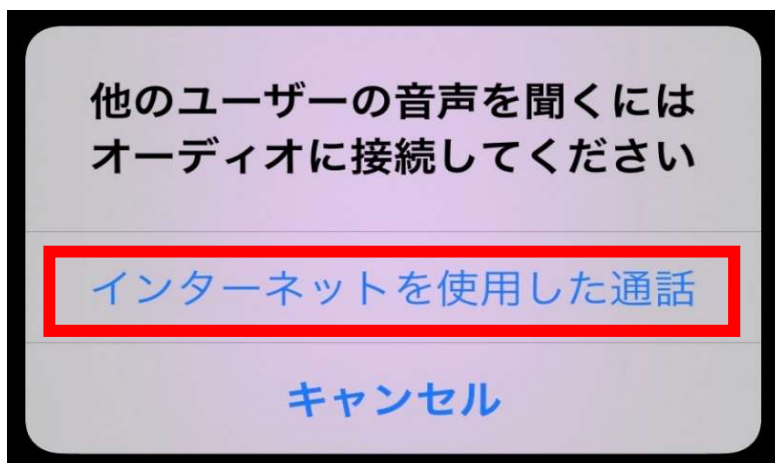 他のユーザーの音声を聞くには
オーディオに接続してください
インターネットを使用した通話
キャンセル